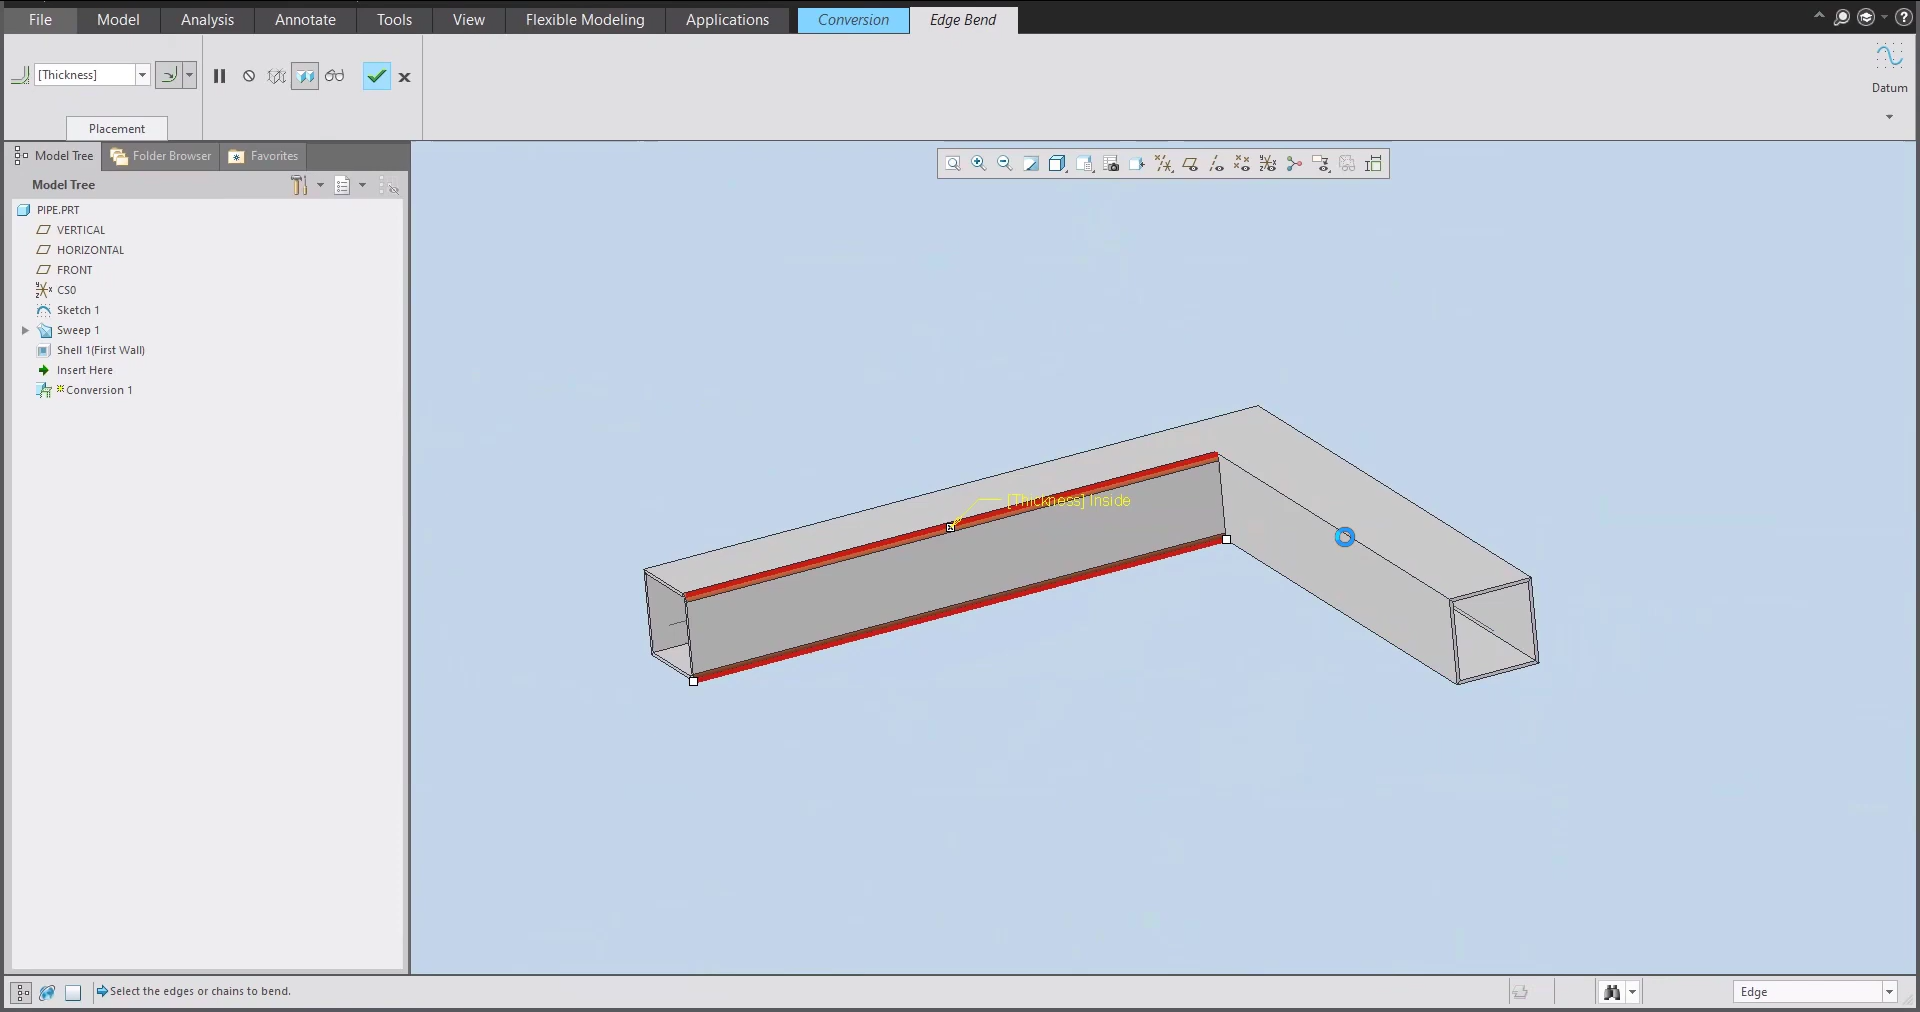 File Model Analysis Annotate Tools View Flexible Modeling Applications Conversion Edge Bend
[Thickness]
Datum
Placement
Model Tree Folder Browser Favorites
Model Tree
PIPE.PRT
VERTICAL
HORIZONTAL
FRONT
CS0
Sketch 1
Sweep 1
Shell 1(First Wall)
Insert Here
Conversion 1
[Thickness] Inside
Select the edges or chains to bend.
Edge